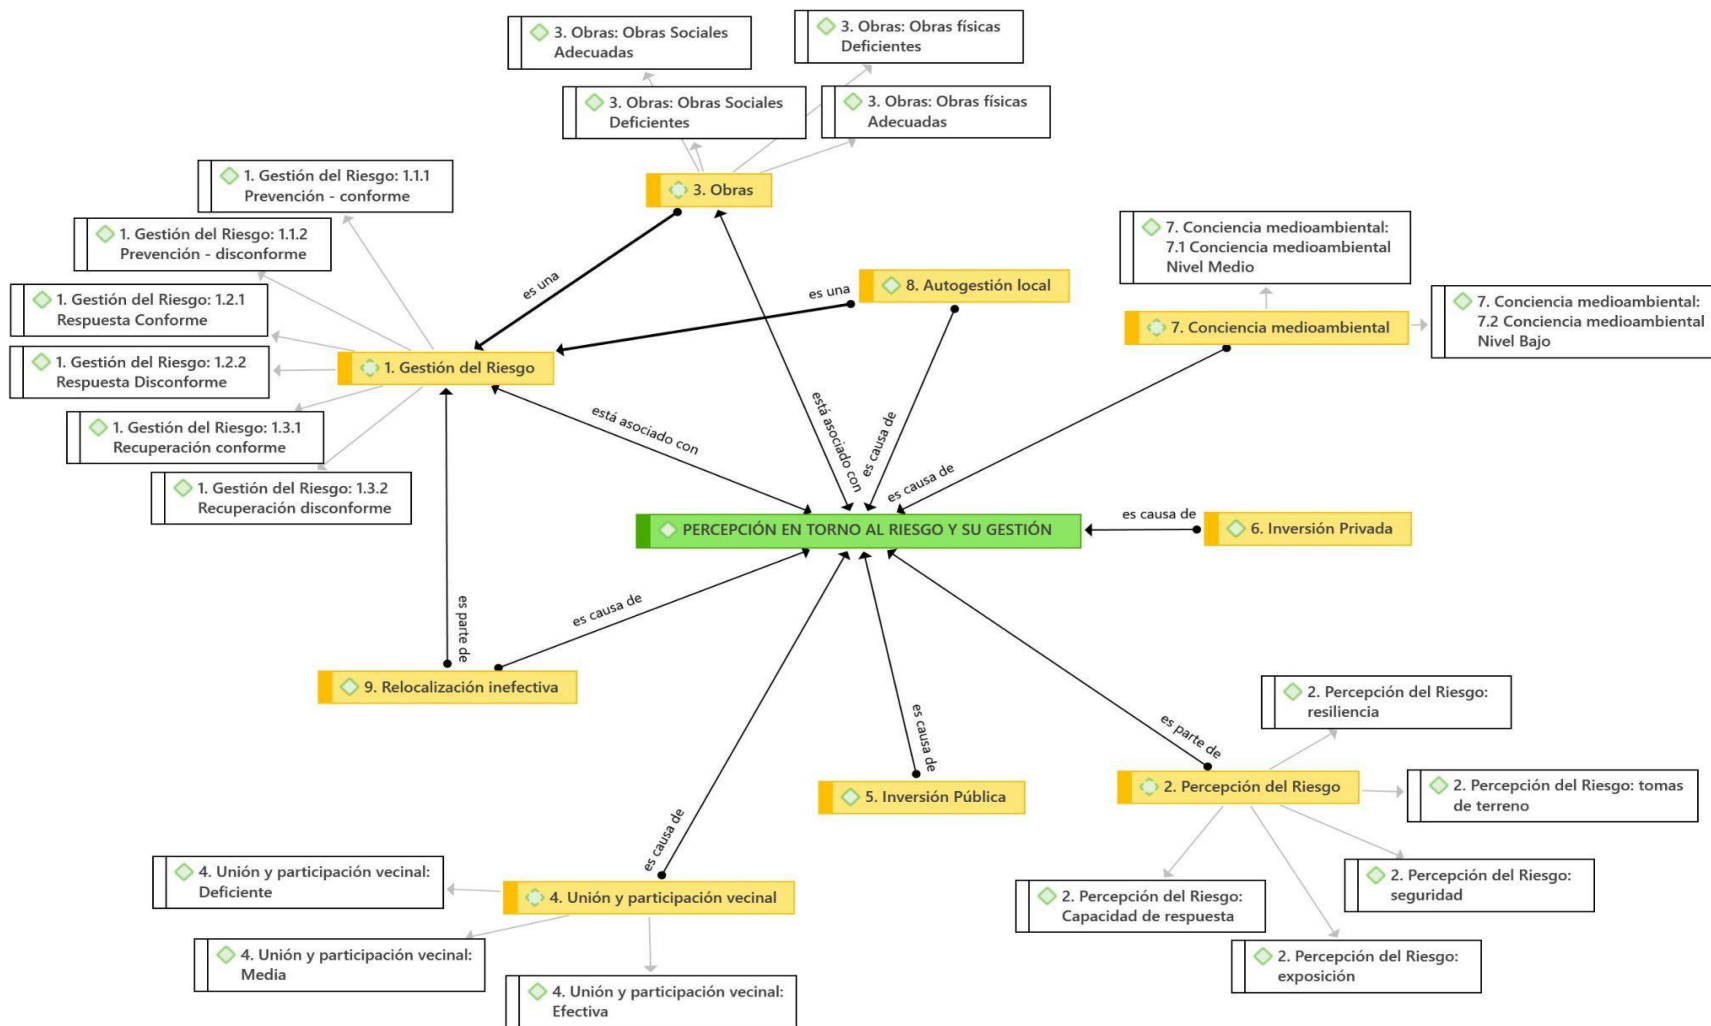 3. Obras: Obras Sociales
Adecuadas
3. Obras: Obras físicas
Deficientes
3. Obras: Obras Sociales
Deficientes
3. Obras: Obras físicas
Adecuadas
3. Obras
1. Gestión del Riesgo: 1.1.1
Prevención - conforme
1. Gestión del Riesgo: 1.1.2
Prevención - disconforme
1. Gestión del Riesgo: 1.2.1
Respuesta Conforme
1. Gestión del Riesgo: 1.2.2
Respuesta Disconforme
1. Gestión del Riesgo: 1.3.1
Recuperación conforme
1. Gestión del Riesgo: 1.3.2
Recuperación disconforme
1. Gestión del Riesgo
es una
es una
8. Autogestión local
7. Conciencia medioambiental:
7.1 Conciencia medioambiental
Nivel Medio
7. Conciencia medioambiental
7. Conciencia medioambiental:
7.2 Conciencia medioambiental
Nivel Bajo
está asociado con
está asociado con
es causa de
es causa de
PERCEPCIÓN EN TORNO AL RIESGO Y SU GESTIÓN
es causa de
6. Inversión Privada
es parte de
es causa de
9. Relocalización inefectiva
es causa de
es causa de
5. Inversión Pública
es parte de
2. Percepción del Riesgo:
resiliencia
2. Percepción del Riesgo
2. Percepción del Riesgo: tomas
de terreno
2. Percepción del Riesgo:
seguridad
2. Percepción del Riesgo:
Capacidad de respuesta
2. Percepción del Riesgo:
exposición
4. Unión y participación vecinal:
Deficiente
4. Unión y participación vecinal
4. Unión y participación vecinal:
Media
4. Unión y participación vecinal:
Efectiva